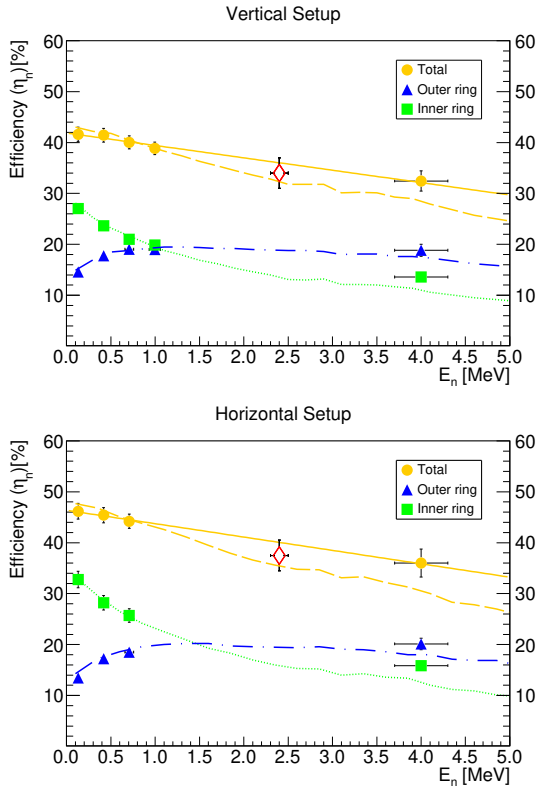 Vertical Setup
Efficiency (η_n)[%]
60
50
40
30
20
10
60
50
40
30
20
10
Total
Outer ring
Inner ring
0.0 0.5 1.0 1.5 2.0 2.5 3.0 3.5 4.0 4.5 5.0
E_n [MeV]
Horizontal Setup
Efficiency (η_n)[%]
60
50
40
30
20
10
60
50
40
30
20
10
Total
Outer ring
Inner ring
0.0 0.5 1.0 1.5 2.0 2.5 3.0 3.5 4.0 4.5 5.0
E_n [MeV]